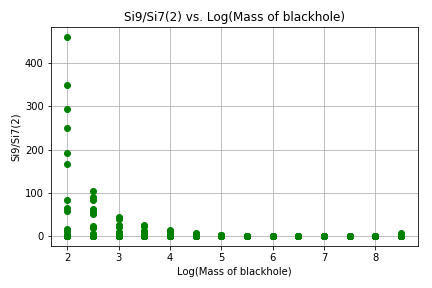 Si9/Si7(2) vs. Log(Mass of blackhole)
Si9/Si7(2)
400
300
200
100
0
2 3 4 5 6 7 8
Log(Mass of blackhole)